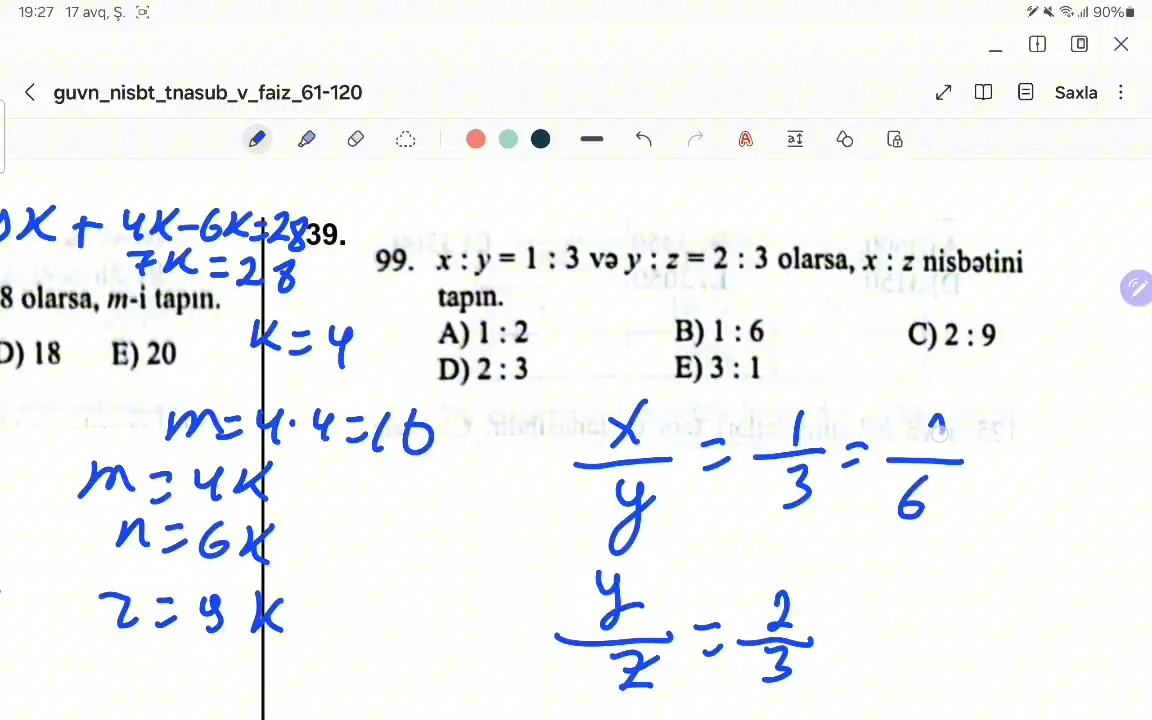 19:27 17 avq, Ş.
90%
guvn_nisbt_tnasub_v_faiz_61-120
Saxla
K + 4K-6K=28
7K=28
8 olarsa, m-i tapın.
D) 18 E) 20
K=4
m=4·4=16
m=4K
n=6K
z=9K
39.
99. x : y = 1 : 3 və y : z = 2 : 3 olarsa, x : z nisbətini
tapın.
A) 1 : 2 B) 1 : 6 C) 2 : 9
D) 2 : 3 E) 3 : 1
x/y = 1/3 = /6
y/z = 2/3